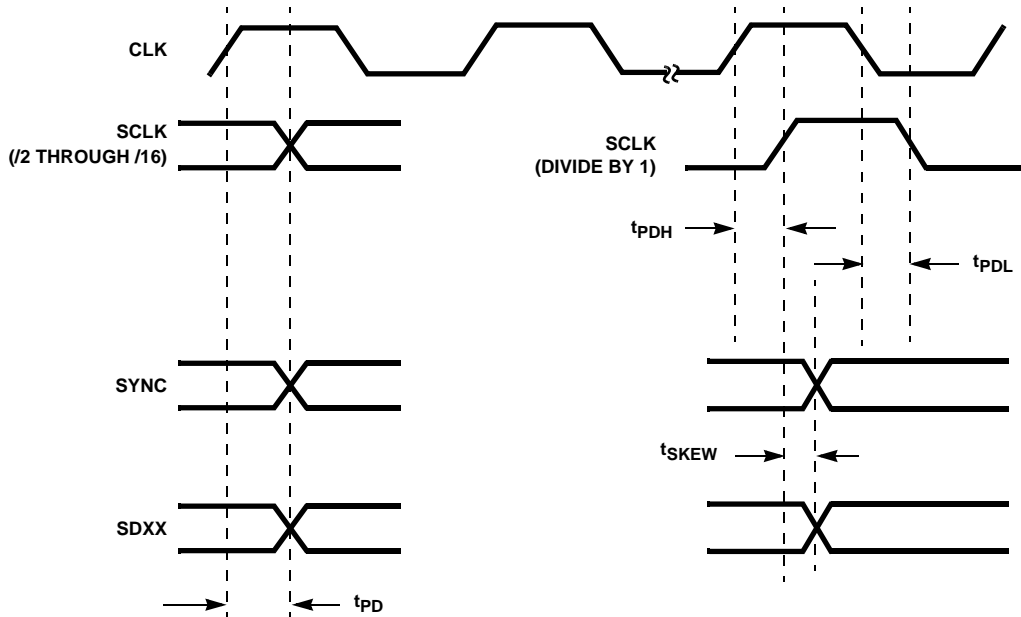 CLK
SCLK
(/2 THROUGH /16)
SCLK
(DIVIDE BY 1)
tPDH
tPDL
SYNC
tSKEW
SDXX
tPD